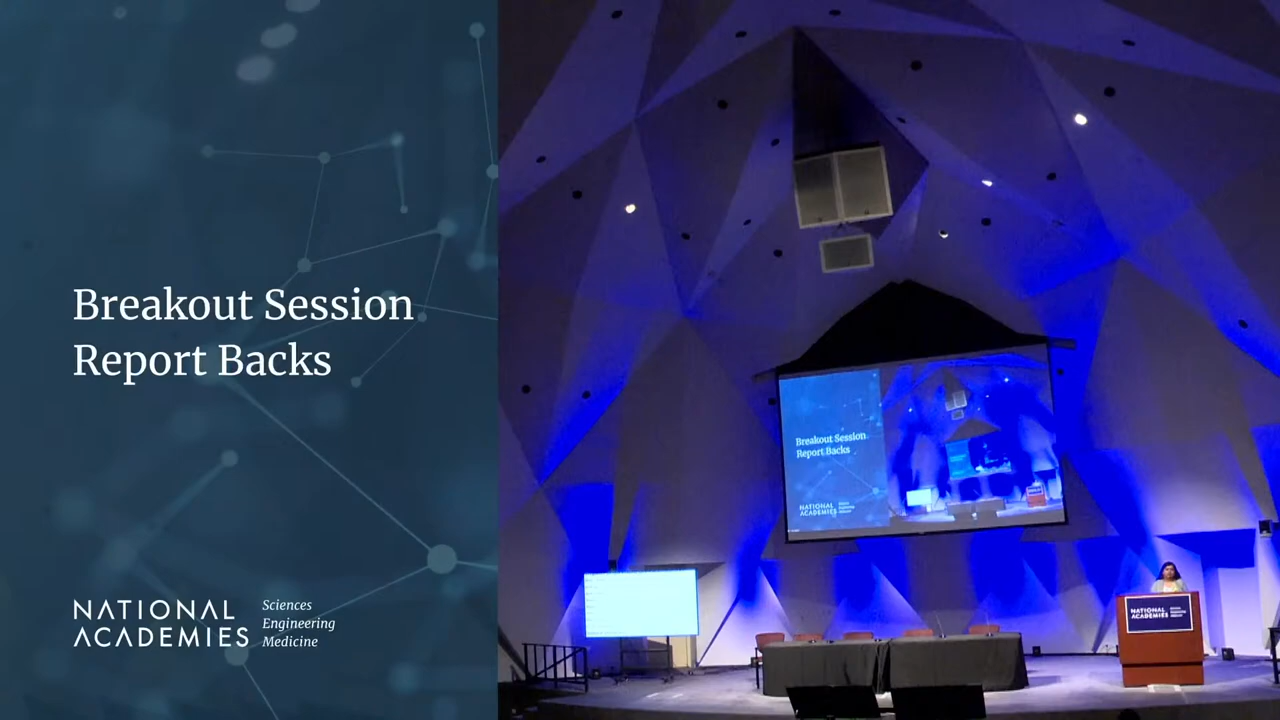 Breakout Session
Report Backs
NATIONAL
ACADEMIES
Sciences
Engineering
Medicine
Breakout Session
Report Backs
NATIONAL
ACADEMIES
NATIONAL
ACADEMIES